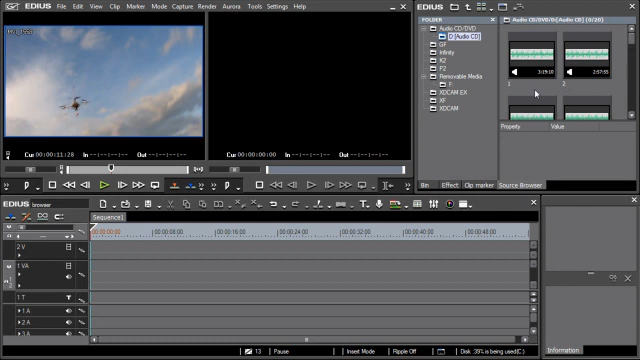 EDIUS File Edit View Clip Marker Mode Capture Render Aurora Tools Settings Help
Cur 00:00:11:28 In --:--:--:-- Out --:--:--:--
Cur 00:00:00:00 In --:--:--:-- Out --:--:--:--
EDIUS
FOLDER
Audio CD/DVD
D:[Audio CD]
GF
Infinity
K2
P2
Removable Media
F:
XDCAM EX
XF
XDCAM
Audio CD/DVD/D:[Audio CD] (0/20)
3:19:10
2:57:55
1
2
Property Value
Bin Effect Clip marker Source Browser
EDIUS browser
Sequence1
00:00:00:00 00:00:08:00 00:00:16:00 00:00:24:00 00:00:32:00 00:00:40:00 00:00:48:00
2 V
1 VA
1 T
1 A
2 A
3 A
Information
13 Pause Insert Mode Ripple Off Disk :39% is being used(C:)